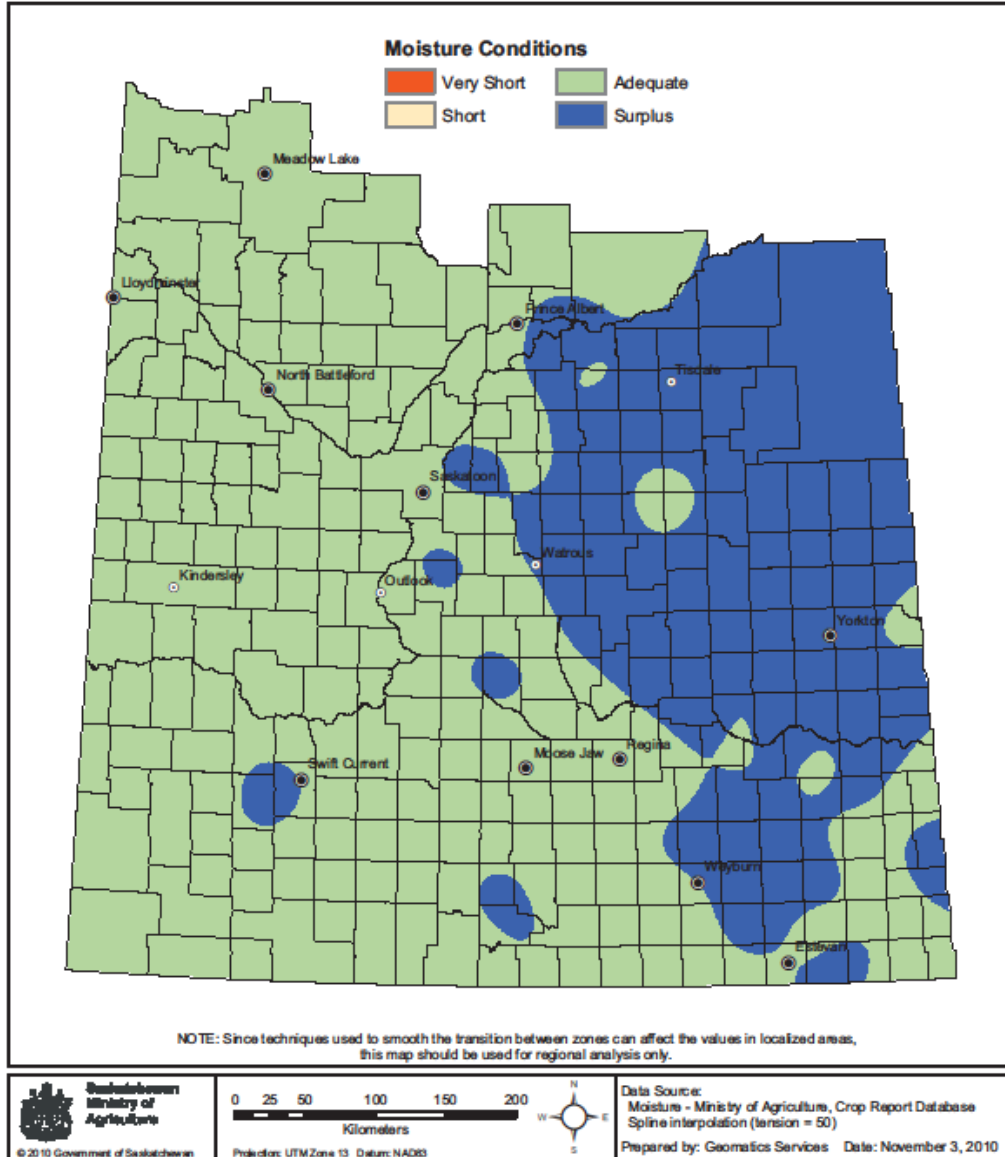 Moisture Conditions
Very Short
Adequate
Short
Surplus
Meadow Lake
Lloydminster
Prince Albert
North Battleford
Tisdale
Saskatoon
Watrous
Kindersley
Outlook
Yorkton
Regina
Moose Jaw
Swift Current
Weyburn
Estevan
NOTE: Since techniques used to smooth the transition between zones can affect the values in localized areas,
this map should be used for regional analysis only.
Saskatchewan
Ministry of
Agriculture
© 2010 Government of Saskatchewan
0 25 50 100 150 200
Kilometers
Projection: UTM Zone 13 Datum: NAD83
N
W E
S
Data Source:
Moisture - Ministry of Agriculture, Crop Report Database
Spline interpolation (tension = 50)
Prepared by: Geomatics Services Date: November 3, 2010